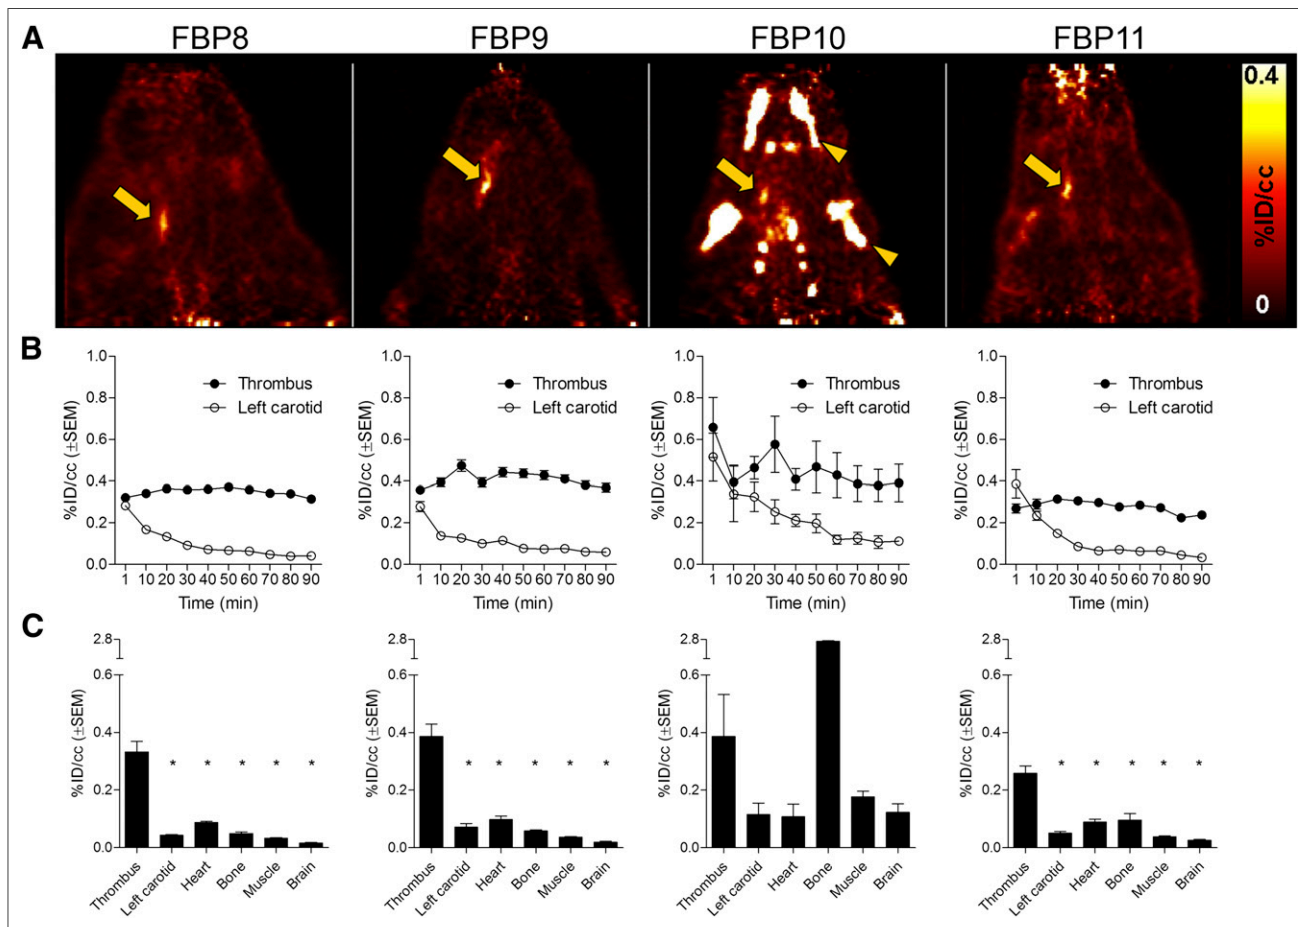 A
FBP8 FBP9 FBP10 FBP11
0.4
%ID/cc
0
B
%ID/cc (±SEM)
1.0
0.8
0.6
0.4
0.2
0.0
Thrombus
Left carotid
1 10 20 30 40 50 60 70 80 90
Time (min)
%ID/cc (±SEM)
1.0
0.8
0.6
0.4
0.2
0.0
Thrombus
Left carotid
1 10 20 30 40 50 60 70 80 90
Time (min)
%ID/cc (±SEM)
1.0
0.8
0.6
0.4
0.2
0.0
Thrombus
Left carotid
1 10 20 30 40 50 60 70 80 90
Time (min)
%ID/cc (±SEM)
1.0
0.8
0.6
0.4
0.2
0.0
Thrombus
Left carotid
1 10 20 30 40 50 60 70 80 90
Time (min)
C
%ID/cc (±SEM)
2.8
0.6
0.4
0.2
0.0
* * * * *
Thrombus Left carotid Heart Bone Muscle Brain
%ID/cc (±SEM)
2.8
0.6
0.4
0.2
0.0
* * * * *
Thrombus Left carotid Heart Bone Muscle Brain
%ID/cc (±SEM)
2.8
0.6
0.4
0.2
0.0
Thrombus Left carotid Heart Bone Muscle Brain
%ID/cc (±SEM)
2.8
0.6
0.4
0.2
0.0
* * * * *
Thrombus Left carotid Heart Bone Muscle Brain